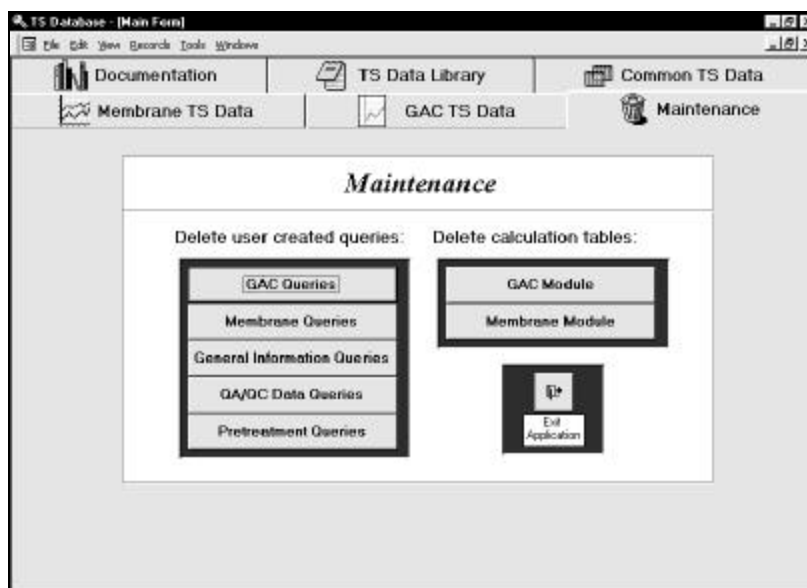 TS Database - [Main Form]
File Edit View Records Tools Windows
Documentation TS Data Library Common TS Data
Membrane TS Data GAC TS Data Maintenance
Maintenance
Delete user created queries: Delete calculation tables:
GAC Queries GAC Module
Membrane Queries Membrane Module
General Information Queries
QA/QC Data Queries
Pretreatment Queries
Exit
Application